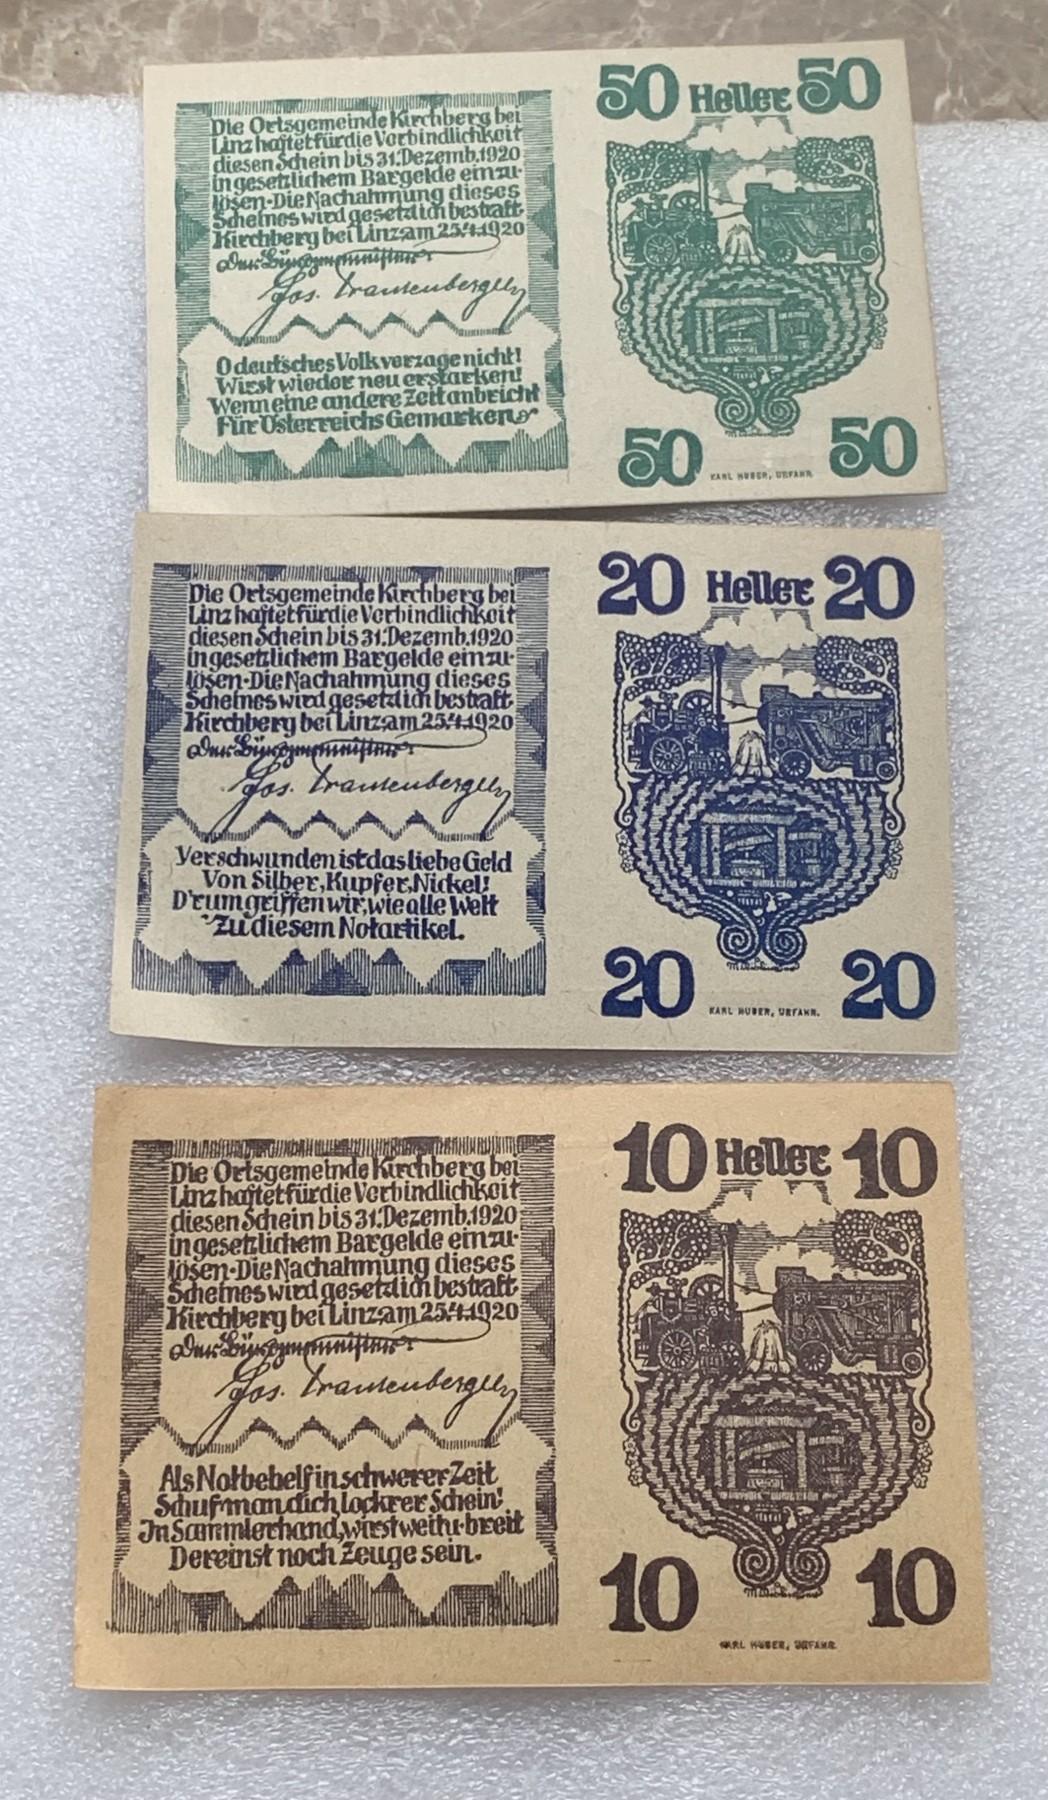 50 Heller 50
Die Ortsgemeinde Kirchberg bei
Linz haftet für die Verbindlichkeit
diesen Schein bis 31. Dezemb. 1920
in gesetzlichem Bargelde einzu-
lösen. Die Nachahmung dieses
Scheines wird gesetzlich bestraft.
Kirchberg bei Linz, am 25.4.1920
Der Bürgermeister:
Jos.
O deutsches Volk verzage nicht!
Wirst wieder neu erstarken!
Wenn eine andere Zeit anbricht
Für Österreichs Gemarken
50 50
KARL HUBER, URFAHR.
20 Heller 20
Die Ortsgemeinde Kirchberg bei
Linz haftet für die Verbindlichkeit
diesen Schein bis 31. Dezemb. 1920
in gesetzlichem Bargelde einzu-
lösen. Die Nachahmung dieses
Scheines wird gesetzlich bestraft.
Kirchberg bei Linz, am 25.4.1920
Der Bürgermeister:
Jos.
Verschwunden ist das liebe Geld
Von Silber, Kupfer, Nickel!
D'rum griffen wir, wie alle Welt
Zu diesem Notartikel.
20 20
KARL HUBER, URFAHR.
10 Heller 10
Die Ortsgemeinde Kirchberg bei
Linz haftet für die Verbindlichkeit
diesen Schein bis 31. Dezemb. 1920
in gesetzlichem Bargelde einzu-
lösen. Die Nachahmung dieses
Scheines wird gesetzlich bestraft.
Kirchberg bei Linz, am 25.4.1920
Der Bürgermeister:
Jos.
Als Notbehelf in schwerer Zeit
Schuf man dich, lockrer Schein!
In Sammlerhand, wirst weit u. breit
Dereinst noch Zeuge sein.
10 10
KARL HUBER, URFAHR.